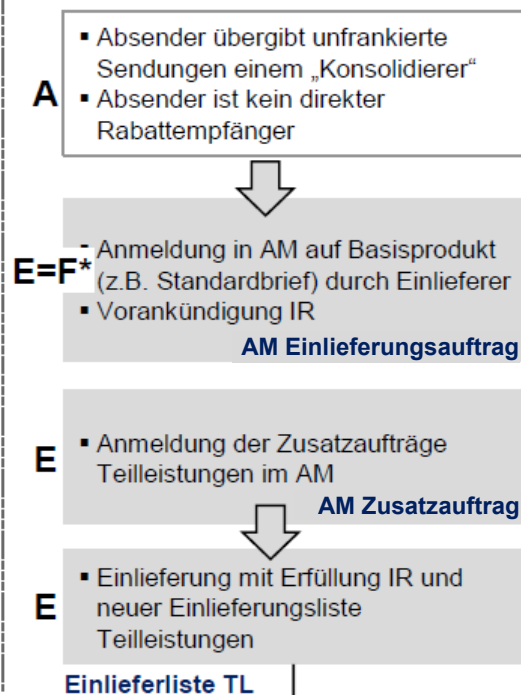 ▪ Absender übergibt unfrankierte
Sendungen einem „Konsolidierer“
A
▪ Absender ist kein direkter
Rabattempfänger
▪ Anmeldung in AM auf Basisprodukt
E=F*
(z.B. Standardbrief) durch Einlieferer
▪ Vorankündigung IR
AM Einlieferungsauftrag
▪ Anmeldung der Zusatzaufträge
E
Teilleistungen im AM
AM Zusatzauftrag
▪ Einlieferung mit Erfüllung IR und
E
neuer Einlieferungsliste
Teilleistungen
Einlieferliste TL